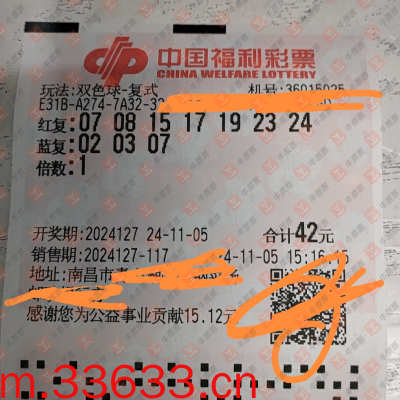 中国福利彩票
CHINA WELFARE LOTTERY
玩法:双色球-复式 机号:36015025
E31B-A274-7A32-
红复:07 08 15 17 19 23 24
蓝复:02 03 07
倍数:1
开奖期:2024127 24-11-05 合计42元
销售期:2024127-117 4-11-05 15:16
地址:南昌市
感谢您为公益事业贡献15.12元
m.33633.cn